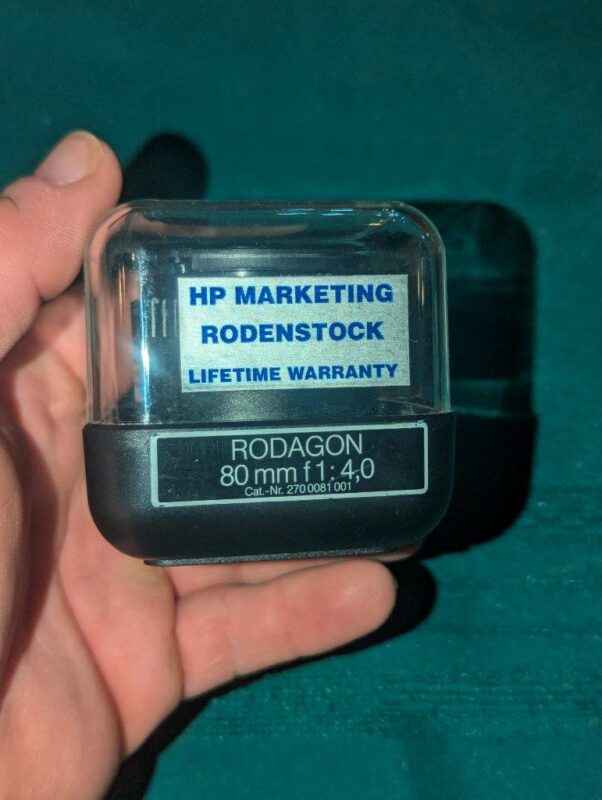 HP MARKETING
RODENSTOCK
LIFETIME WARRANTY
RODAGON
80 mm f 1: 4,0
Cat.-Nr. 270 0081 001